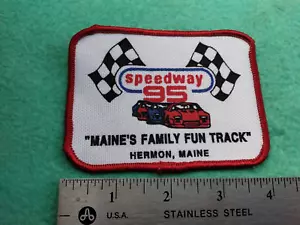 speedway
95
"MAINE'S FAMILY FUN TRACK"
HERMON, MAINE
1 2 3 4
U.S.A. STAINLESS STEEL